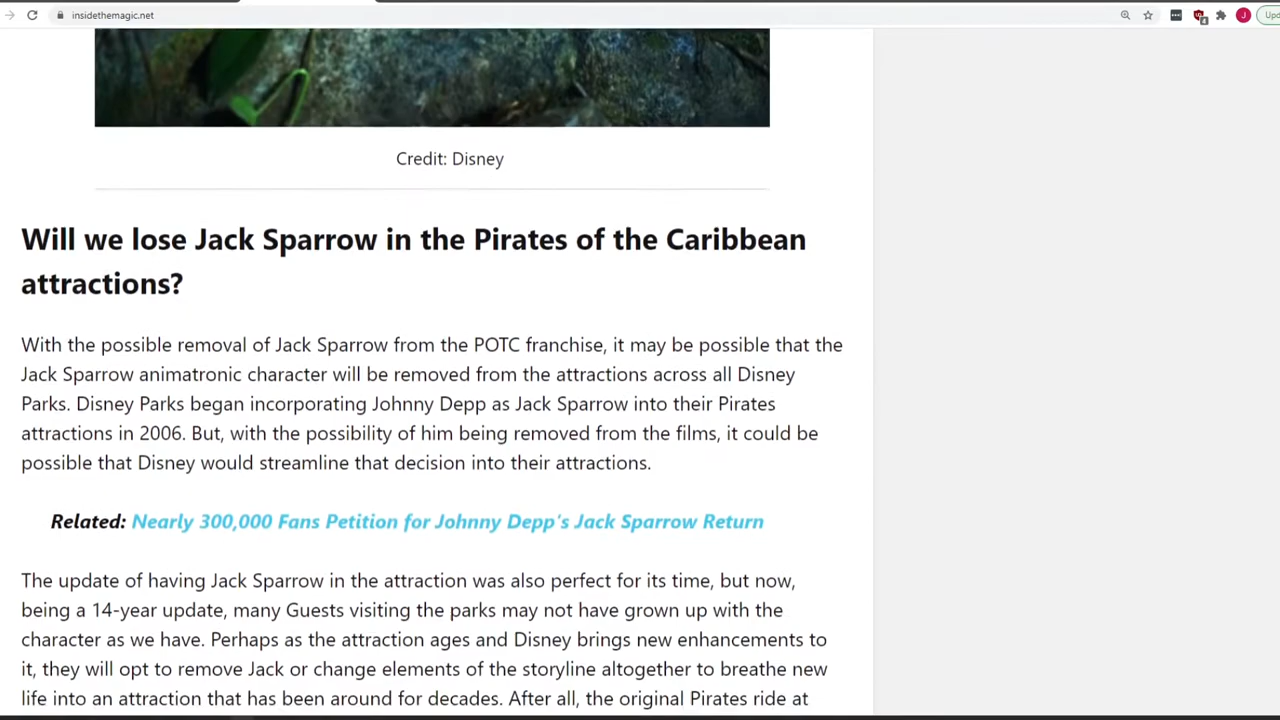 insidethemagic.net
Credit: Disney
Will we lose Jack Sparrow in the Pirates of the Caribbean
attractions?
With the possible removal of Jack Sparrow from the POTC franchise, it may be possible that the
Jack Sparrow animatronic character will be removed from the attractions across all Disney
Parks. Disney Parks began incorporating Johnny Depp as Jack Sparrow into their Pirates
attractions in 2006. But, with the possibility of him being removed from the films, it could be
possible that Disney would streamline that decision into their attractions.
Related: Nearly 300,000 Fans Petition for Johnny Depp's Jack Sparrow Return
The update of having Jack Sparrow in the attraction was also perfect for its time, but now,
being a 14-year update, many Guests visiting the parks may not have grown up with the
character as we have. Perhaps as the attraction ages and Disney brings new enhancements to
it, they will opt to remove Jack or change elements of the storyline altogether to breathe new
life into an attraction that has been around for decades. After all, the original Pirates ride at